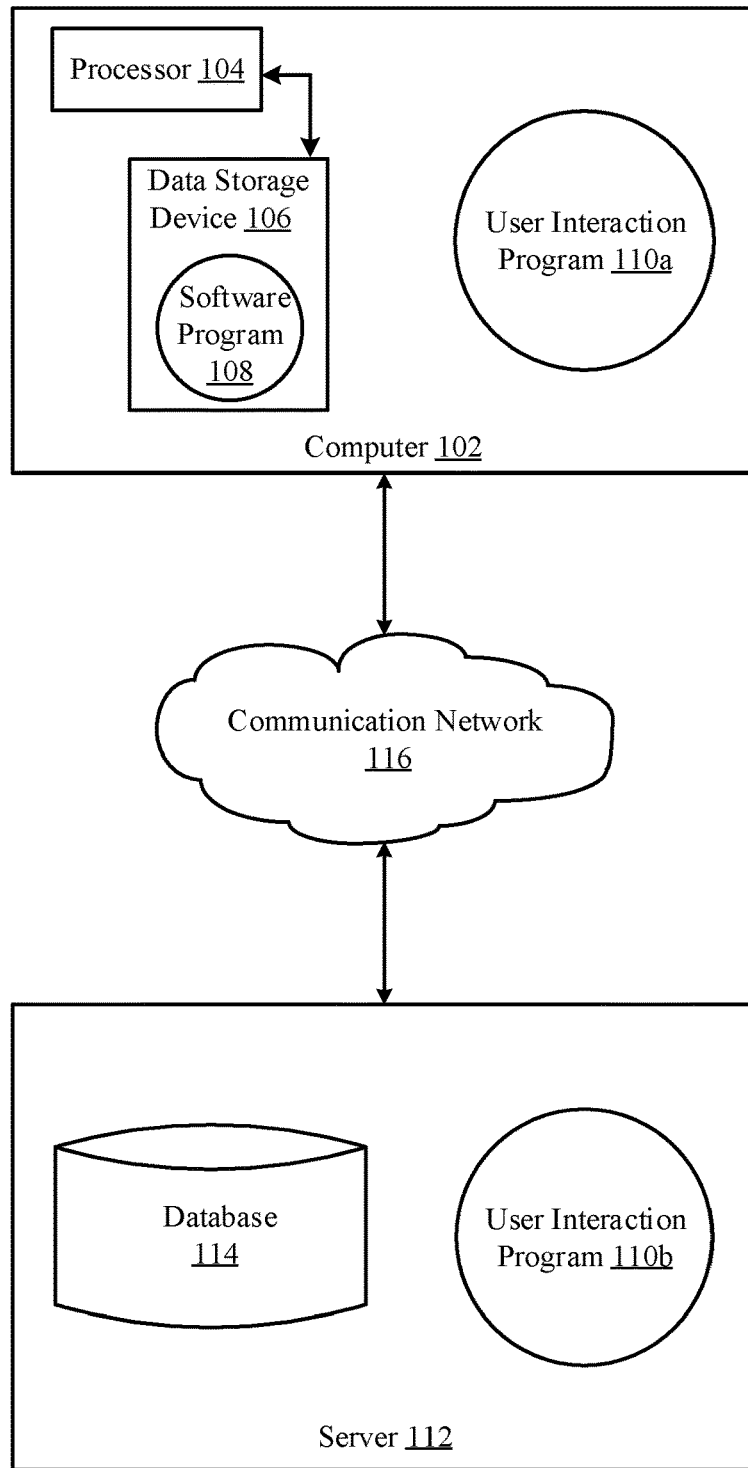 Processor 104
Data Storage
Device 106
Software
Program
108
User Interaction
Program 110a
Computer 102
Communication Network
116
Database
114
User Interaction
Program 110b
Server 112